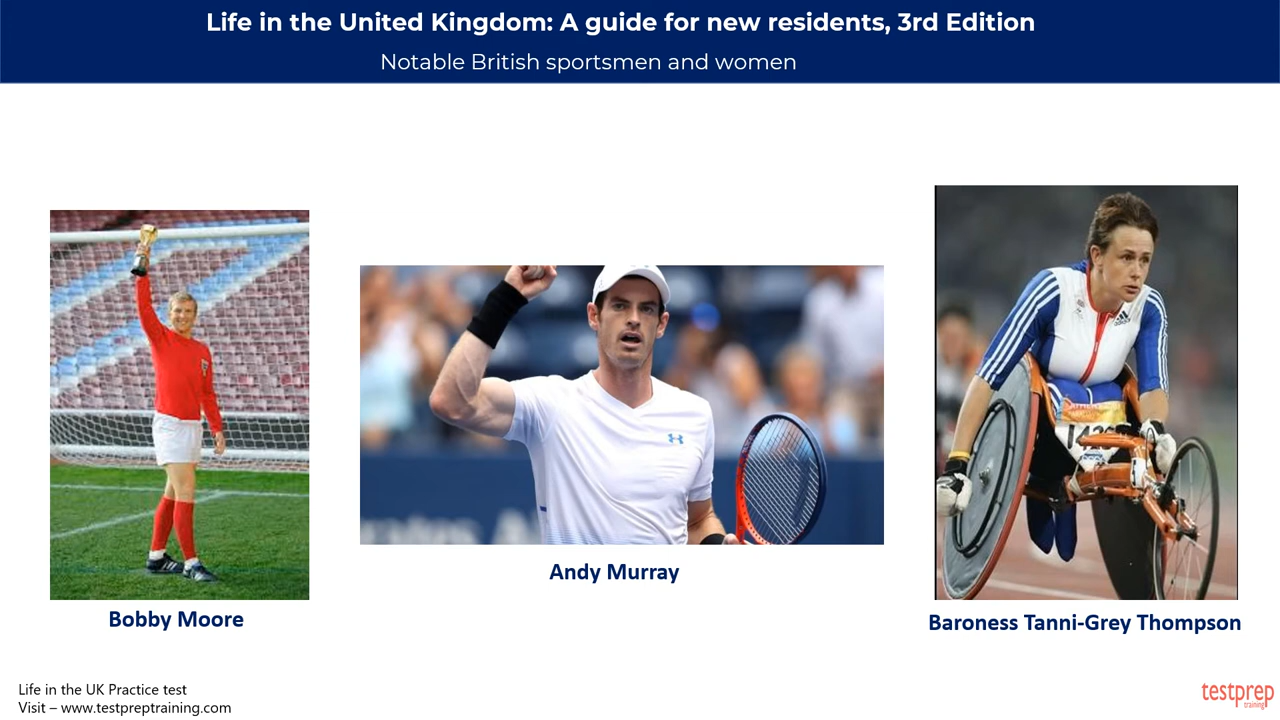 Life in the United Kingdom: A guide for new residents, 3rd Edition
Notable British sportsmen and women
Bobby Moore
Andy Murray
Baroness Tanni-Grey Thompson
Life in the UK Practice test
Visit – www.testpreptraining.com
testprep
training